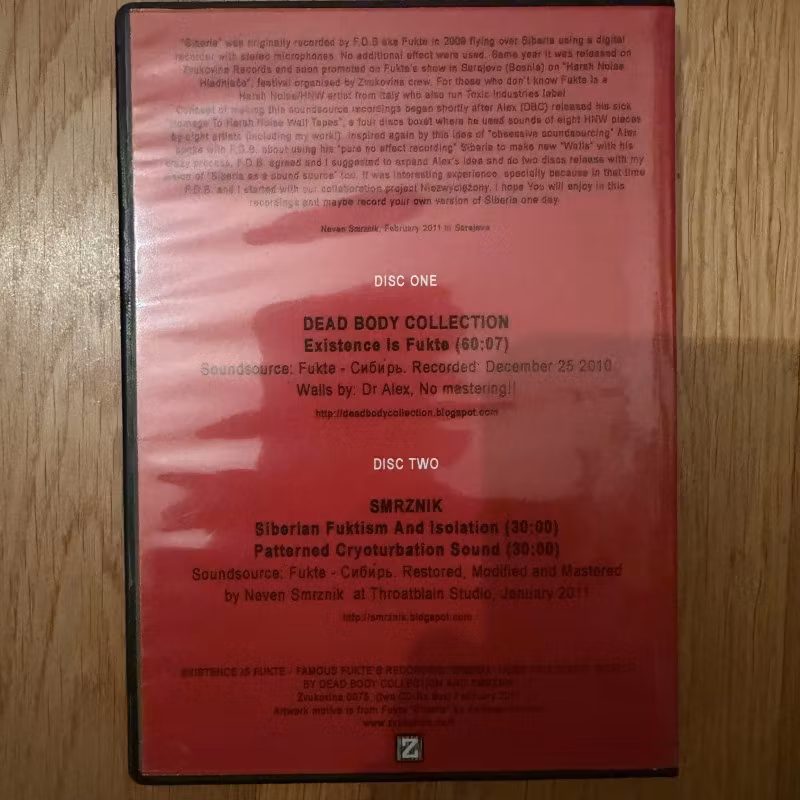 "Siberia" was originally recorded by F.D.B aka Fukte in 2009 flying over Siberia using a digital
recorder with stereo microphones. No additional effect were used. Same year it was released on
Zvukovina Records and soon promoted on Fukte's show in Sarajevo (Bosnia) on "Harsh Noise
Hladnjača", festival organised by Zvukovina crew. For those who don't know Fukte is a
Harsh Noise/HNW artist from Italy who also run Toxic Industries label
Context of making this soundsource recordings began shortly after Alex (DBC) released his sick
"Homage To Harsh Noise Wall Tapes", a four discs boxet where he used sounds of eight HNW pieces
by eight artists (including my work!). Inspired again by this idea of "obsessive soundsourcing" Alex
spoke with F.D.B. about using his "pure no effect recording" Siberia to make new "Walls" with his
crazy process. F.D.B. agreed and I suggested to expand Alex's idea and do two discs release with my
vision of "Siberia as a sound source" too. It was interesting experience, specially because in that time
F.D.B. and I started with our collaboration project Niezwyciężony. I hope You will enjoy in this
recordings and maybe record your own version of Siberia one day
Neven Smrznik, February 2011 in Sarajevo
DISC ONE
DEAD BODY COLLECTION
Existence is Fukte (60:07)
Soundsource: Fukte - Сибирь. Recorded: December 25 2010
Walls by: Dr Alex, No mastering!!
http://deadbodycollection.blogspot.com
DISC TWO
SMRZNIK
Siberian Fuktism And Isolation (30:00)
Patterned Cryoturbation Sound (30:00)
Soundsource: Fukte - Сибирь. Restored, Modified and Mastered
by Neven Smrznik at Throatblain Studio, January 2011
http://smrznik.blogspot.com
EXISTENCE IS FUKTE - FAMOUS FUKTE'S RECORDING
BY DEAD BODY COLLECTION AND SMRZNIK
Zvukovina 007S February
Artwork motive is from Fukte "Siberia"
Z